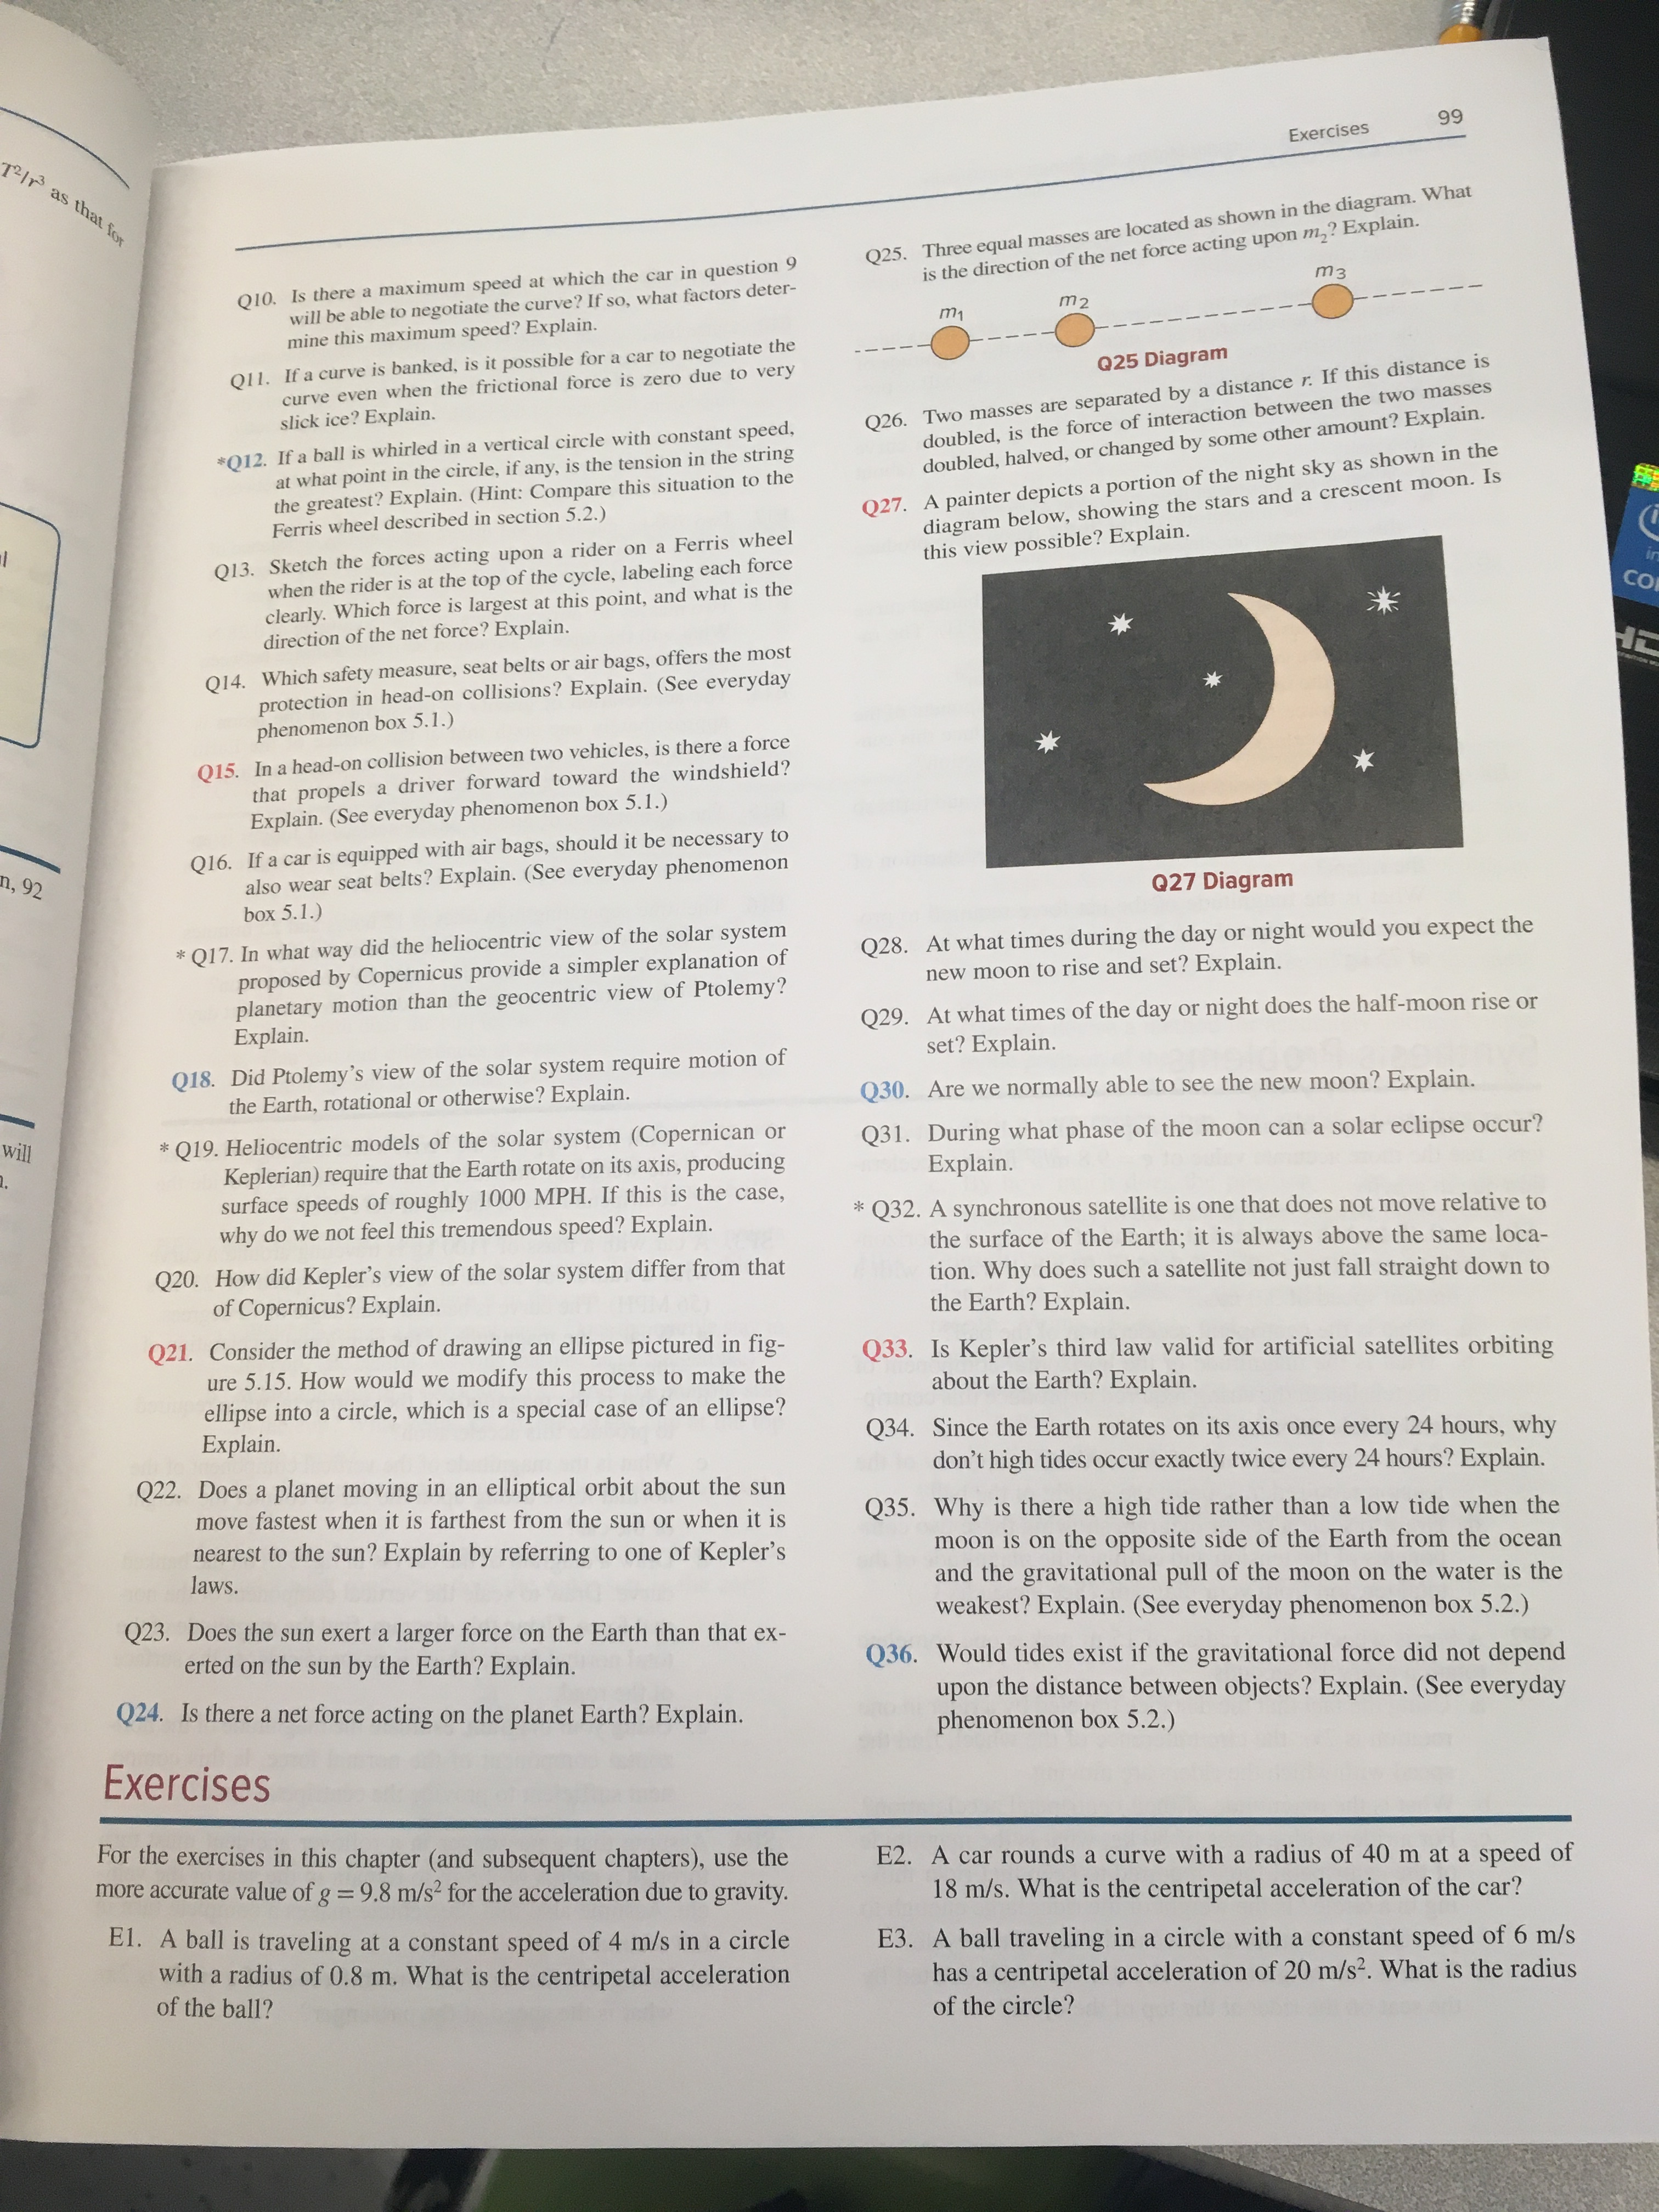 T²/r³ as that for
n, 92
will
Exercises 99
Q10. Is there a maximum speed at which the car in question 9
will be able to negotiate the curve? If so, what factors deter-
mine this maximum speed? Explain.
Q11. If a curve is banked, is it possible for a car to negotiate the
curve even when the frictional force is zero due to very
slick ice? Explain.
*Q12. If a ball is whirled in a vertical circle with constant speed,
at what point in the circle, if any, is the tension in the string
the greatest? Explain. (Hint: Compare this situation to the
Ferris wheel described in section 5.2.)
Q13. Sketch the forces acting upon a rider on a Ferris wheel
when the rider is at the top of the cycle, labeling each force
clearly. Which force is largest at this point, and what is the
direction of the net force? Explain.
Q14. Which safety measure, seat belts or air bags, offers the most
protection in head-on collisions? Explain. (See everyday
phenomenon box 5.1.)
Q15. In a head-on collision between two vehicles, is there a force
that propels a driver forward toward the windshield?
Explain. (See everyday phenomenon box 5.1.)
Q16. If a car is equipped with air bags, should it be necessary to
also wear seat belts? Explain. (See everyday phenomenon
box 5.1.)
* Q17. In what way did the heliocentric view of the solar system
proposed by Copernicus provide a simpler explanation of
planetary motion than the geocentric view of Ptolemy?
Explain.
Q18. Did Ptolemy's view of the solar system require motion of
the Earth, rotational or otherwise? Explain.
* Q19. Heliocentric models of the solar system (Copernican or
Keplerian) require that the Earth rotate on its axis, producing
surface speeds of roughly 1000 MPH. If this is the case,
why do we not feel this tremendous speed? Explain.
Q20. How did Kepler's view of the solar system differ from that
of Copernicus? Explain.
Q21. Consider the method of drawing an ellipse pictured in fig-
ure 5.15. How would we modify this process to make the
ellipse into a circle, which is a special case of an ellipse?
Explain.
Q22. Does a planet moving in an elliptical orbit about the sun
move fastest when it is farthest from the sun or when it is
nearest to the sun? Explain by referring to one of Kepler's
laws.
Q23. Does the sun exert a larger force on the Earth than that ex-
erted on the sun by the Earth? Explain.
Q24. Is there a net force acting on the planet Earth? Explain.
Q25. Three equal masses are located as shown in the diagram. What
is the direction of the net force acting upon m₂? Explain.
m₁ m₂ m₃
Q25 Diagram
Q26. Two masses are separated by a distance r. If this distance is
doubled, is the force of interaction between the two masses
doubled, halved, or changed by some other amount? Explain.
Q27. A painter depicts a portion of the night sky as shown in the
diagram below, showing the stars and a crescent moon. Is
this view possible? Explain.
Q27 Diagram
Q28. At what times during the day or night would you expect the
new moon to rise and set? Explain.
Q29. At what times of the day or night does the half-moon rise or
set? Explain.
Q30. Are we normally able to see the new moon? Explain.
Q31. During what phase of the moon can a solar eclipse occur?
Explain.
* Q32. A synchronous satellite is one that does not move relative to
the surface of the Earth; it is always above the same loca-
tion. Why does such a satellite not just fall straight down to
the Earth? Explain.
Q33. Is Kepler's third law valid for artificial satellites orbiting
about the Earth? Explain.
Q34. Since the Earth rotates on its axis once every 24 hours, why
don't high tides occur exactly twice every 24 hours? Explain.
Q35. Why is there a high tide rather than a low tide when the
moon is on the opposite side of the Earth from the ocean
and the gravitational pull of the moon on the water is the
weakest? Explain. (See everyday phenomenon box 5.2.)
Q36. Would tides exist if the gravitational force did not depend
upon the distance between objects? Explain. (See everyday
phenomenon box 5.2.)
Exercises
For the exercises in this chapter (and subsequent chapters), use the
more accurate value of g = 9.8 m/s² for the acceleration due to gravity.
E1. A ball is traveling at a constant speed of 4 m/s in a circle
with a radius of 0.8 m. What is the centripetal acceleration
of the ball?
E2. A car rounds a curve with a radius of 40 m at a speed of
18 m/s. What is the centripetal acceleration of the car?
E3. A ball traveling in a circle with a constant speed of 6 m/s
has a centripetal acceleration of 20 m/s². What is the radius
of the circle?